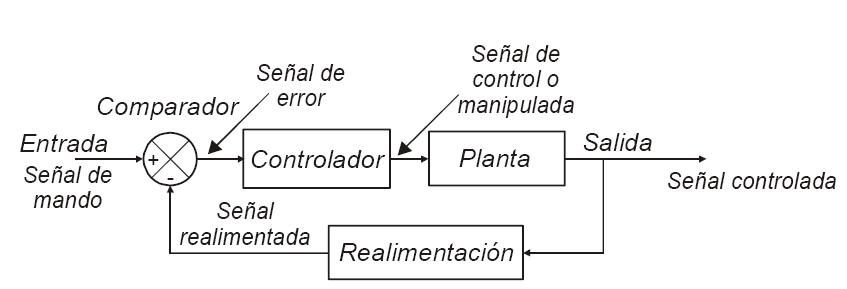 Señal de
control o
manipulada
Señal de
error
Comparador
Entrada
Señal de
mando
+
-
Controlador
Planta
Salida
Señal controlada
Señal
realimentada
Realimentación